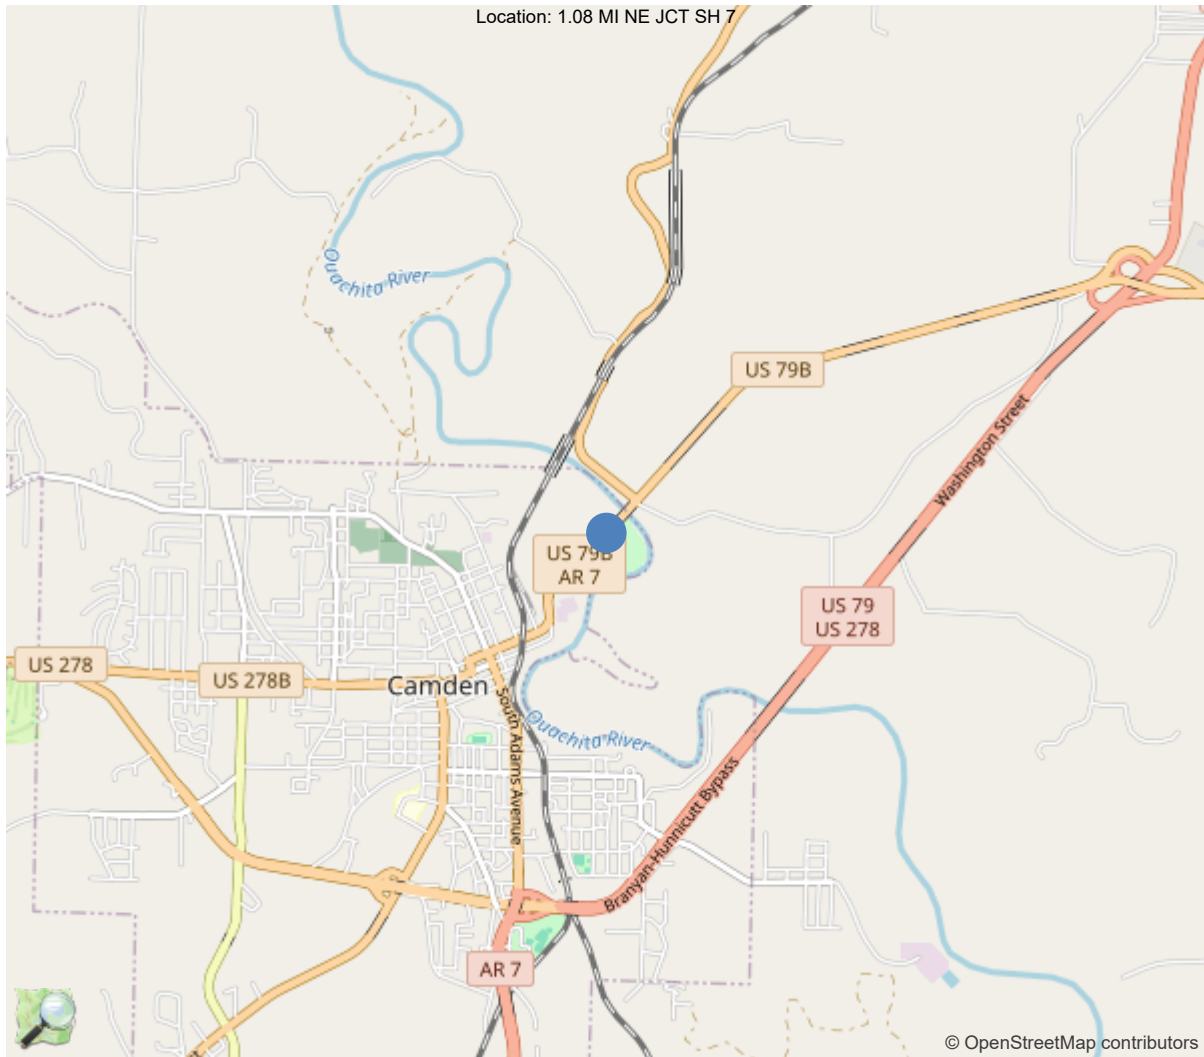 Location: 1.08 MI NE JCT SH 7
Ouachita River
US 79B
Washington Street
US 79B
AR 7
US 79
US 278
US 278
US 278B
Camden
South Adams Avenue
Ouachita River
Branyan-Hunnicutt Bypass
AR 7
© OpenStreetMap contributors